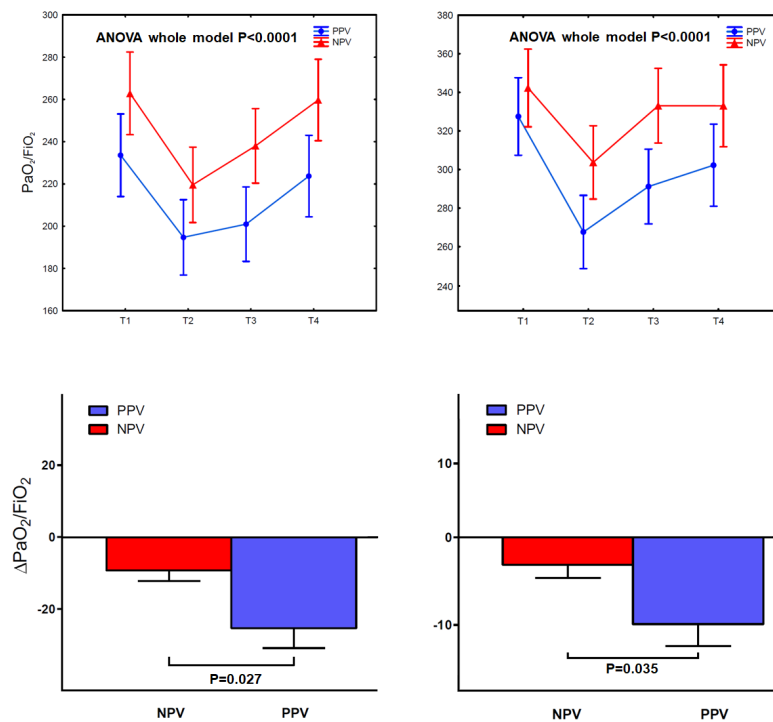 ANOVA whole model P<0.0001
PPV
NPV
PaO₂/FiO₂
300
280
260
240
220
200
180
160
T1 T2 T3 T4
ANOVA whole model P<0.0001
PPV
NPV
380
360
340
320
300
280
260
240
T1 T2 T3 T4
PPV
NPV
ΔPaO₂/FiO₂
20
0
-20
P=0.027
NPV PPV
PPV
NPV
10
0
-10
P=0.035
NPV PPV